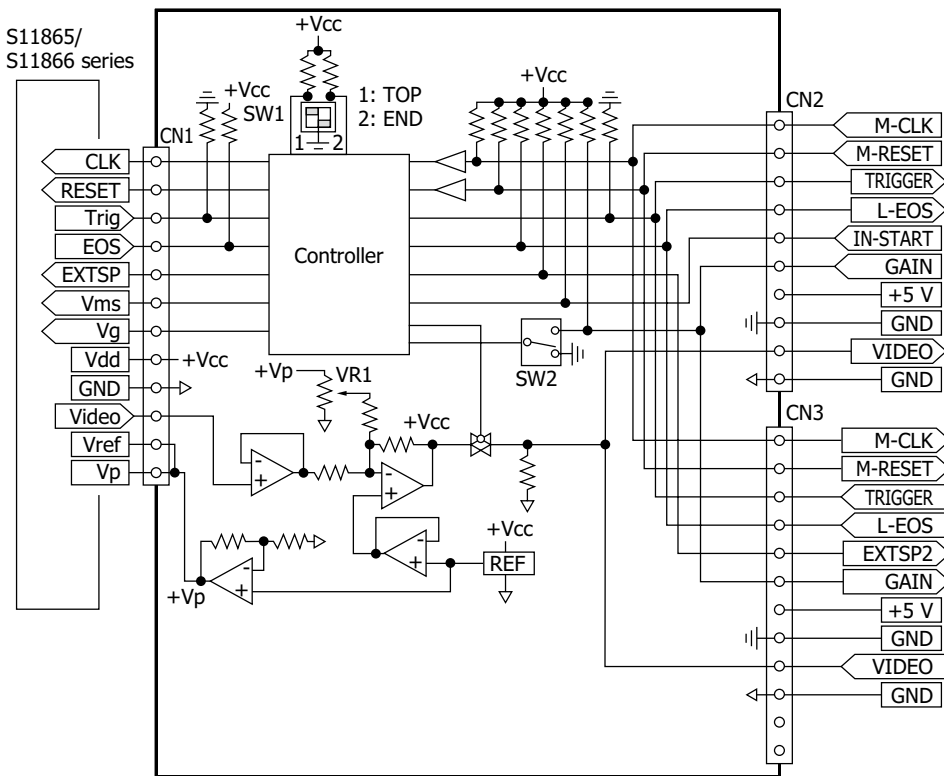 S11865/
S11866 series
+Vcc
+Vcc
SW1
1: TOP
2: END
1 2
+Vcc
CN1
CLK
RESET
Trig
EOS
EXTSP
Vms
Vg
Vdd
+Vcc
GND
Video
Vref
Vp
Controller
SW2
+Vp
VR1
+Vcc
-
+
-
+
-
+
-
+
+Vp
+Vcc
REF
CN2
M-CLK
M-RESET
TRIGGER
L-EOS
IN-START
GAIN
+5 V
GND
VIDEO
GND
CN3
M-CLK
M-RESET
TRIGGER
L-EOS
EXTSP2
GAIN
+5 V
GND
VIDEO
GND